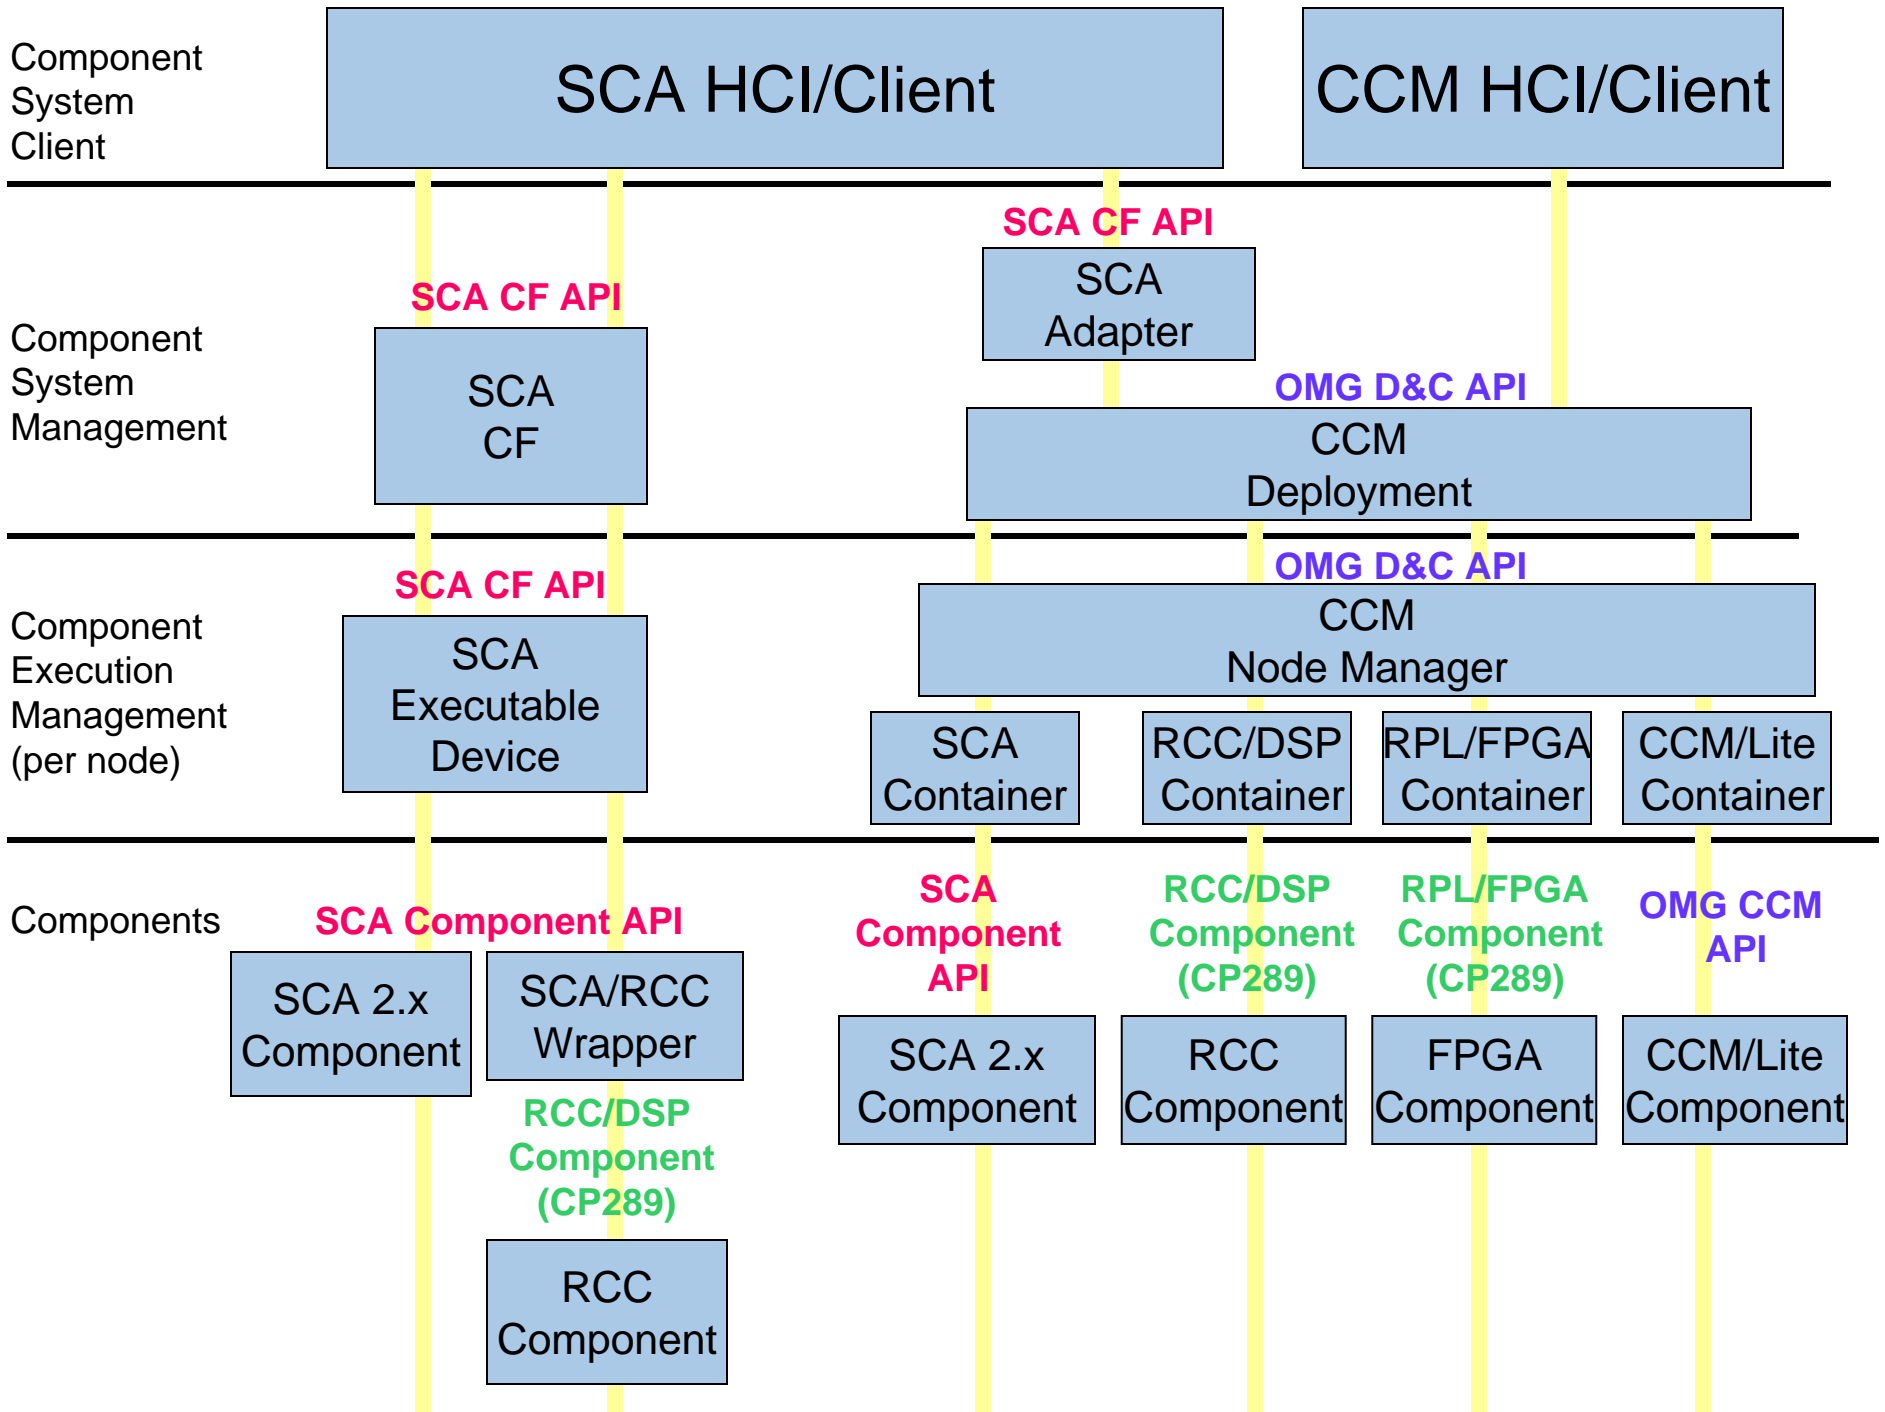 Component
System
Client
SCA HCI/Client
CCM HCI/Client
Component
System
Management
SCA CF API
SCA
CF
SCA CF API
SCA
Adapter
OMG D&C API
CCM
Deployment
Component
Execution
Management
(per node)
SCA CF API
SCA
Executable
Device
OMG D&C API
CCM
Node Manager
SCA
Container
RCC/DSP
Container
RPL/FPGA
Container
CCM/Lite
Container
Components
SCA Component API
SCA 2.x
Component
SCA/RCC
Wrapper
RCC/DSP
Component
(CP289)
RCC
Component
SCA
Component
API
SCA 2.x
Component
RCC/DSP
Component
(CP289)
RCC
Component
RPL/FPGA
Component
(CP289)
FPGA
Component
OMG CCM
API
CCM/Lite
Component